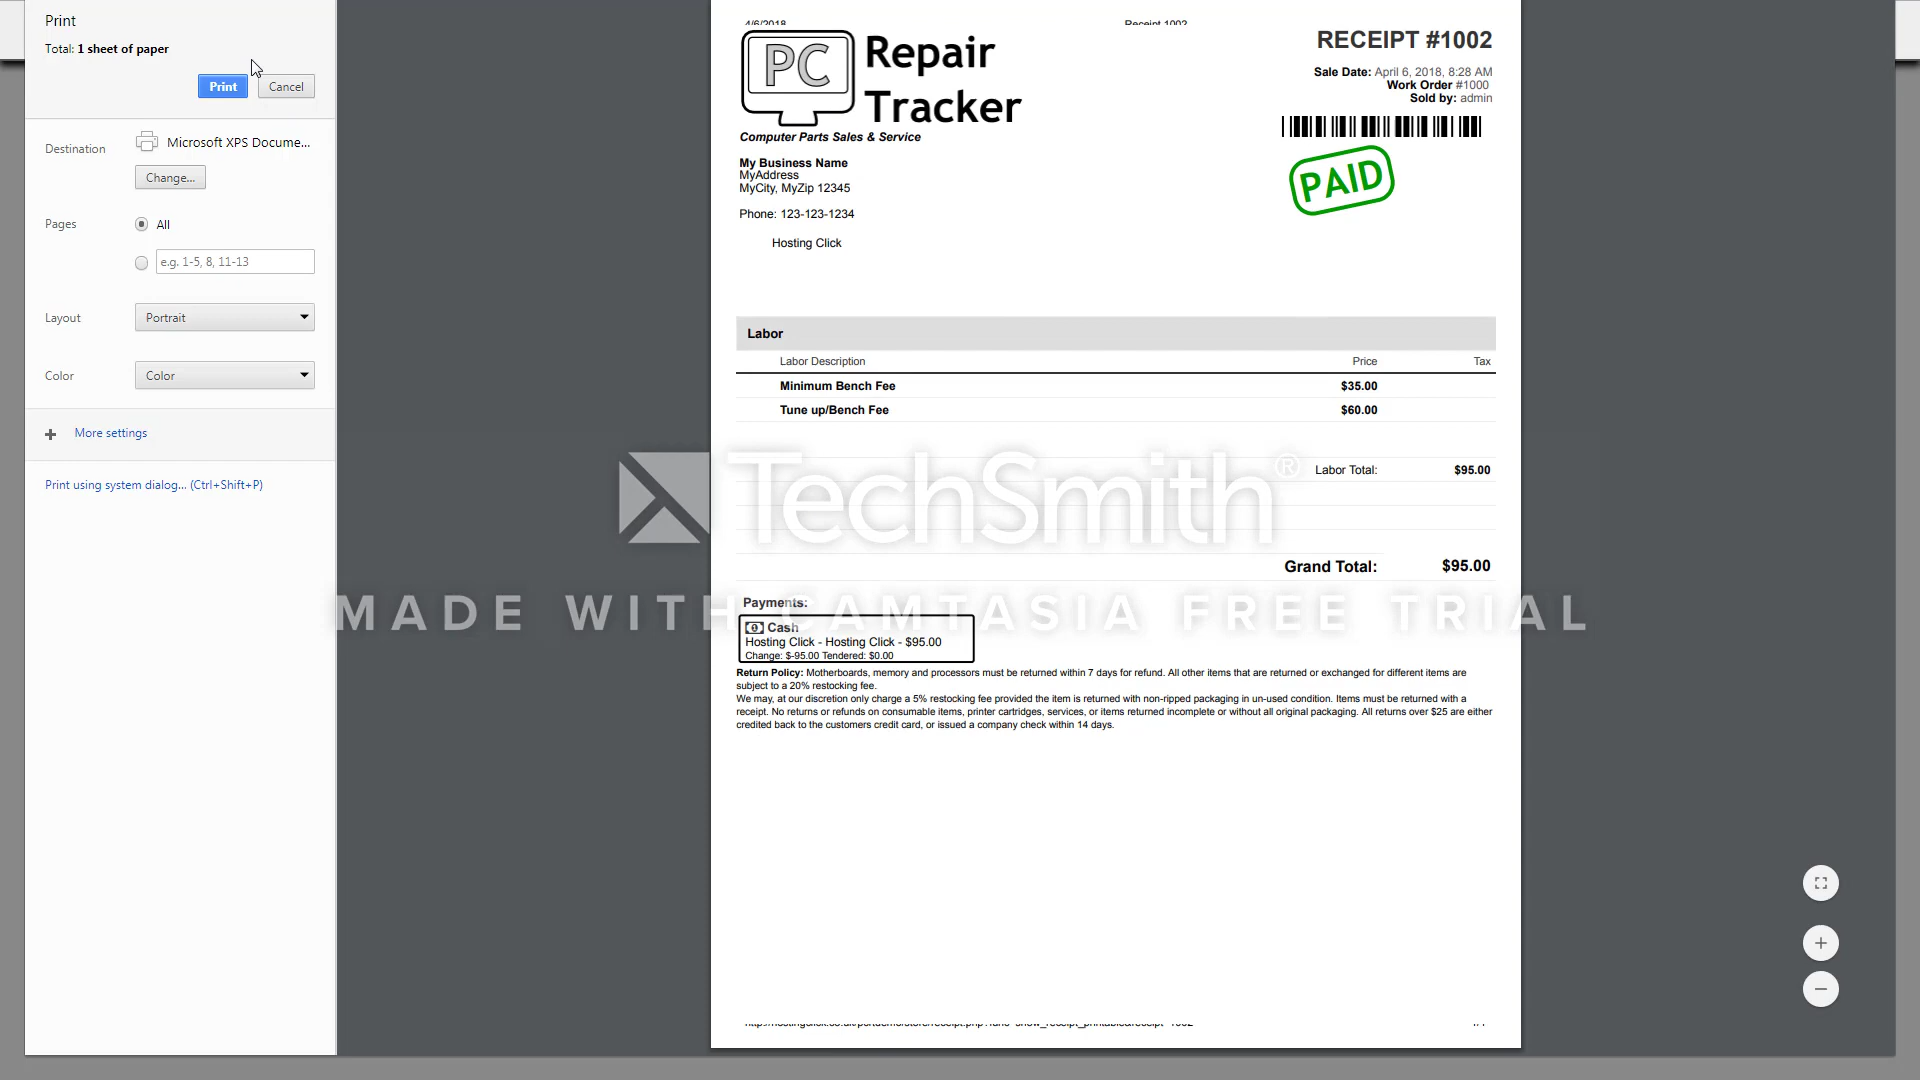 Print
Total: 1 sheet of paper
Print
Cancel
Destination
Microsoft XPS Docume...
Change...
Pages
All
e.g. 1-5, 8, 11-13
Layout
Portrait
Color
Color
More settings
Print using system dialog... (Ctrl+Shift+P)
4/6/2018
Receipt 1002
PC
Repair
Tracker
Computer Parts Sales & Service
RECEIPT #1002
Sale Date: April 6, 2018, 8:28 AM
Work Order #1000
Sold by: admin
PAID
My Business Name
MyAddress
MyCity, MyZip 12345
Phone: 123-123-1234
Hosting Click
Labor
Labor Description Price Tax
Minimum Bench Fee $35.00
Tune up/Bench Fee $60.00
Labor Total: $95.00
TechSmith®
Grand Total: $95.00
MADE WITH CAMTASIA FREE TRIAL
Payments:
Cash
Hosting Click - Hosting Click - $95.00
Change: $-95.00 Tendered: $0.00
Return Policy: Motherboards, memory and processors must be returned within 7 days for refund. All other items that are returned or exchanged for different items are
subject to a 20% restocking fee.
We may, at our discretion only charge a 5% restocking fee provided the item is returned with non-ripped packaging in un-used condition. Items must be returned with a
receipt. No returns or refunds on consumable items, printer cartridges, services, or items returned incomplete or without all original packaging. All returns over $25 are either
credited back to the customers credit card, or issued a company check within 14 days.